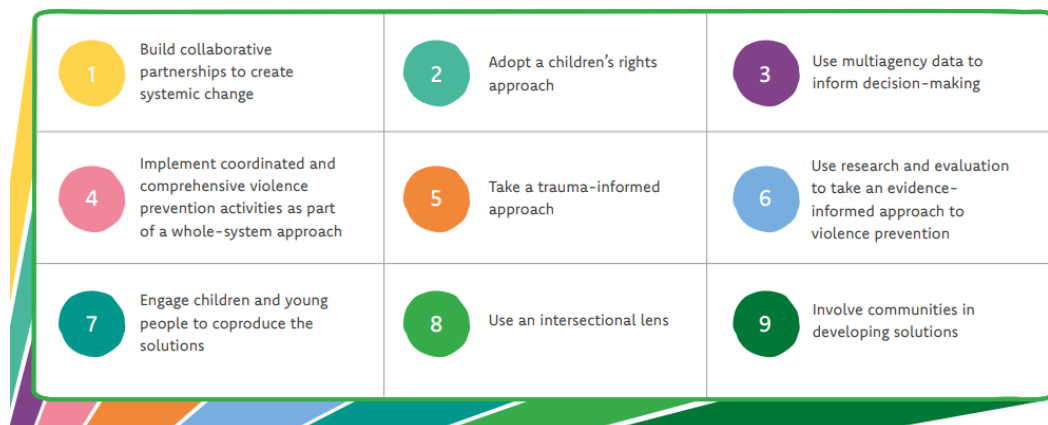 1
Build collaborative
partnerships to create
systemic change
2
Adopt a children’s rights
approach
3
Use multiagency data to
inform decision-making
4
Implement coordinated and
comprehensive violence
prevention activities as part
of a whole-system approach
5
Take a trauma-informed
approach
6
Use research and evaluation
to take an evidence-
informed approach to
violence prevention
7
Engage children and young
people to coproduce the
solutions
8
Use an intersectional lens
9
Involve communities in
developing solutions